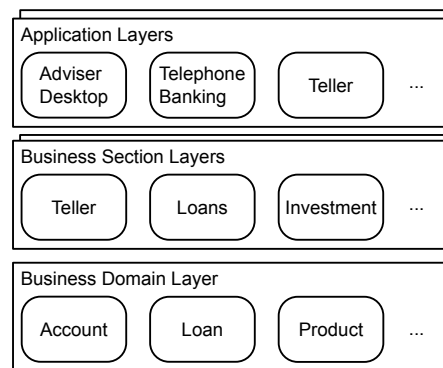 Application Layers
Adviser
Desktop
Telephone
Banking
Teller
...
Business Section Layers
Teller
Loans
Investment
...
Business Domain Layer
Account
Loan
Product
...